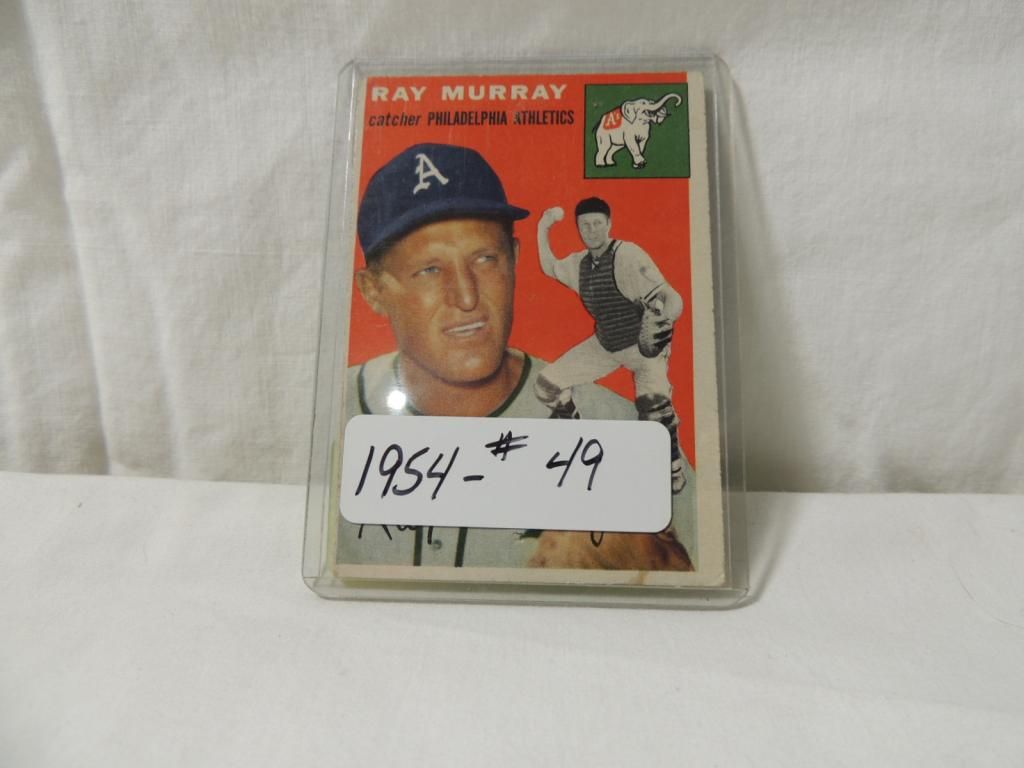 RAY MURRAY
catcher PHILADELPHIA ATHLETICS
A's
A
1954 - # 49